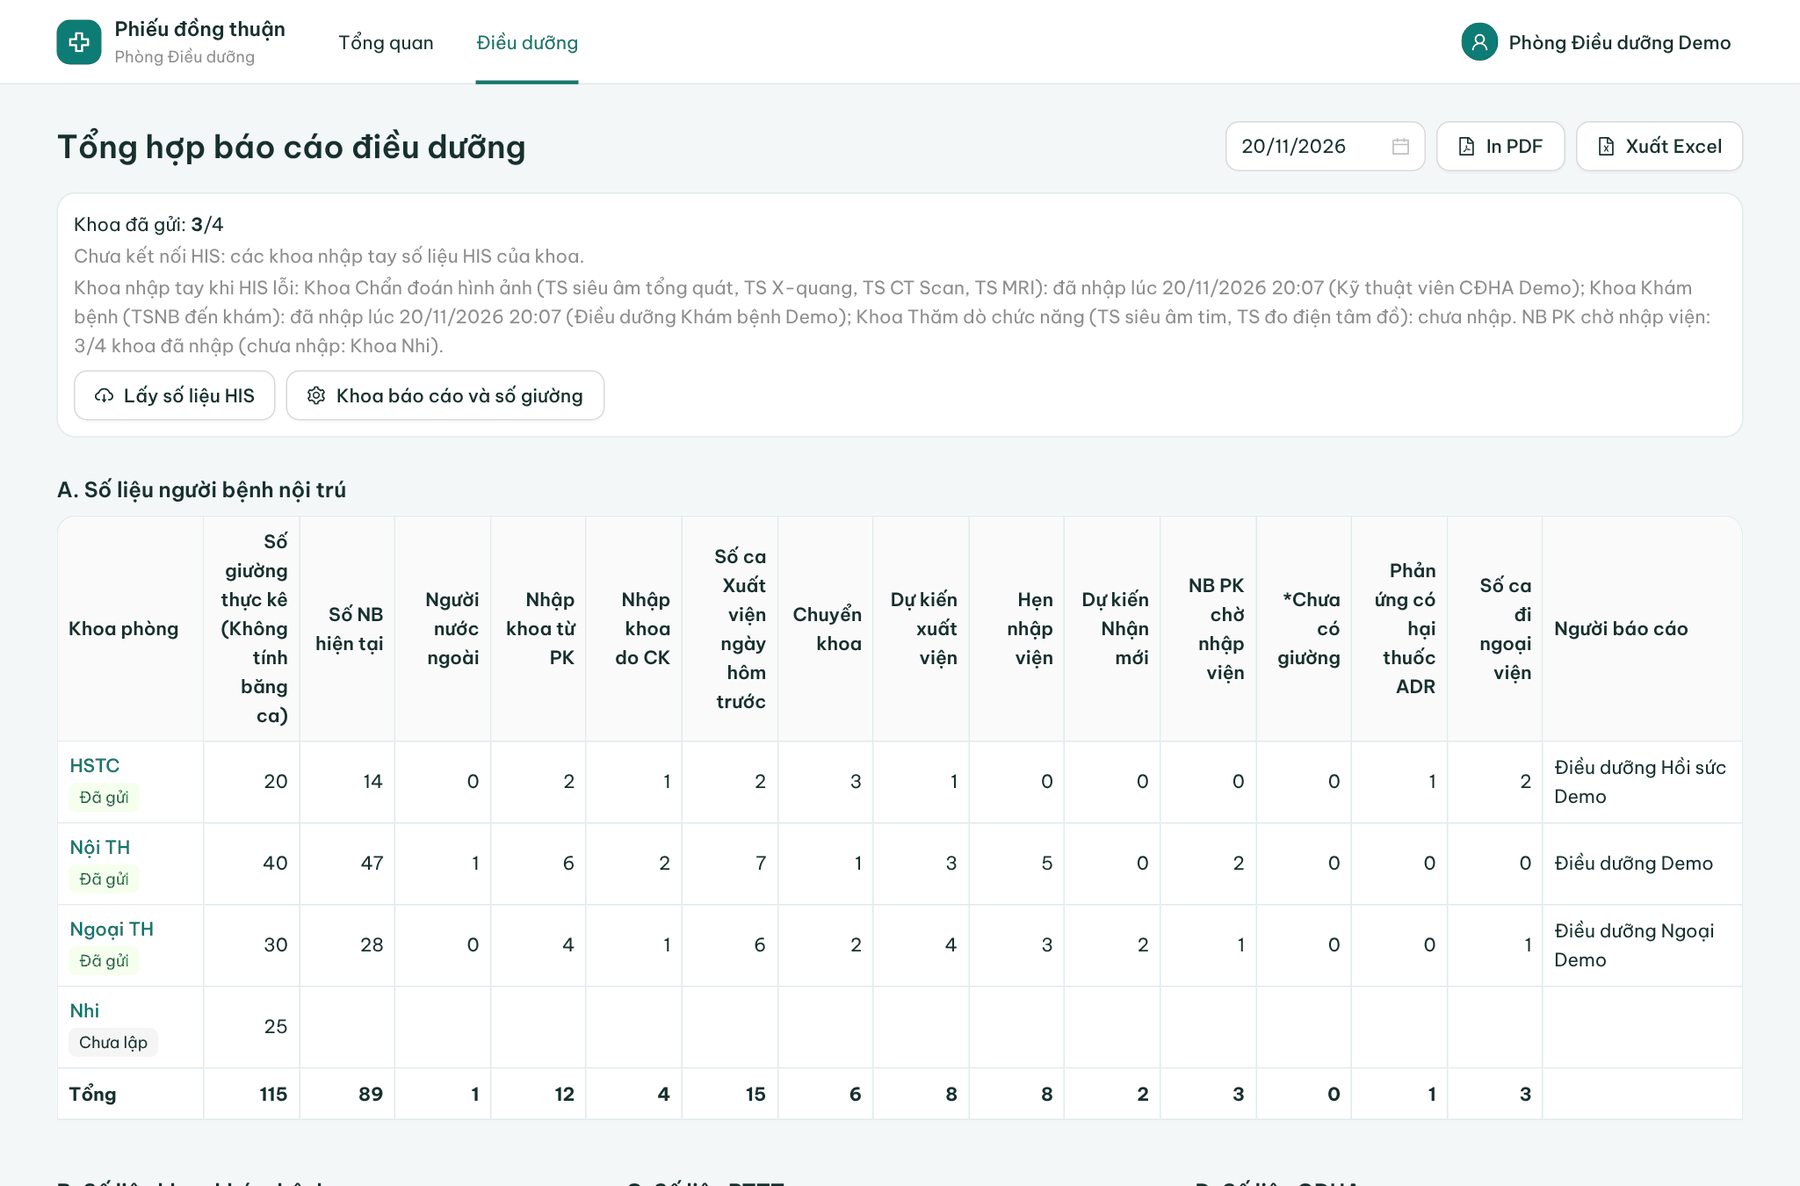 Phiếu đồng thuận
Phòng Điều dưỡng
Tổng quan
Điều dưỡng
Phòng Điều dưỡng Demo
Tổng hợp báo cáo điều dưỡng
20/11/2026
In PDF
Xuất Excel
Khoa đã gửi: 3/4
Chưa kết nối HIS: các khoa nhập tay số liệu HIS của khoa.
Khoa nhập tay khi HIS lỗi: Khoa Chẩn đoán hình ảnh (TS siêu âm tổng quát, TS X-quang, TS CT Scan, TS MRI): đã nhập lúc 20/11/2026 20:07 (Kỹ thuật viên CĐHA Demo); Khoa Khám
bệnh (TSNB đến khám): đã nhập lúc 20/11/2026 20:07 (Điều dưỡng Khám bệnh Demo); Khoa Thăm dò chức năng (TS siêu âm tim, TS đo điện tâm đồ): chưa nhập. NB PK chờ nhập viện:
3/4 khoa đã nhập (chưa nhập: Khoa Nhi).
Lấy số liệu HIS
Khoa báo cáo và số giường
A. Số liệu người bệnh nội trú
Khoa phòng
Số
giường
thực kê
(Không
tính
băng
ca)
Số NB
hiện tại
Người
nước
ngoài
Nhập
khoa từ
PK
Nhập
khoa
do CK
Số ca
Xuất
viện
ngày
hôm
trước
Chuyển
khoa
Dự kiến
xuất
viện
Hẹn
nhập
viện
Dự kiến
Nhận
mới
NB PK
chờ
nhập
viện
*Chưa
có
giường
Phản
ứng có
hại
thuốc
ADR
Số ca
đi
ngoại
viện
Người báo cáo
HSTC
Đã gửi
20 14 0 2 1 2 3 1 0 0 0 0 1 2
Điều dưỡng Hồi sức
Demo
Nội TH
Đã gửi
40 47 1 6 2 7 1 3 5 0 2 0 0 0
Điều dưỡng Demo
Ngoại TH
Đã gửi
30 28 0 4 1 6 2 4 3 2 1 0 0 1
Điều dưỡng Ngoại
Demo
Nhi
Chưa lập
25
Tổng 115 89 1 12 4 15 6 8 8 2 3 0 1 3